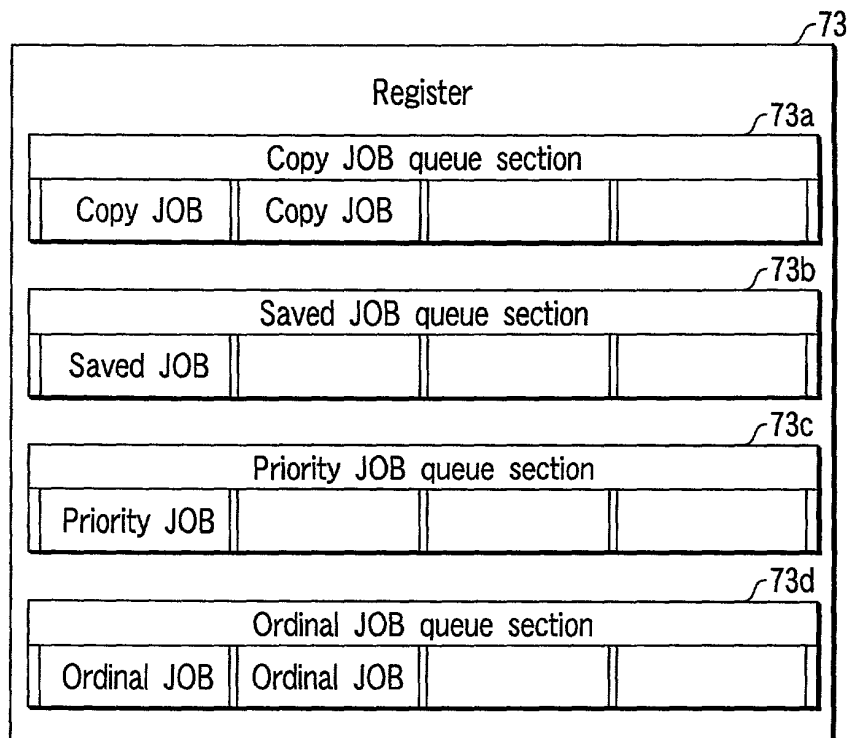 73
Register
73a
Copy JOB queue section
Copy JOB Copy JOB
73b
Saved JOB queue section
Saved JOB
73c
Priority JOB queue section
Priority JOB
73d
Ordinal JOB queue section
Ordinal JOB Ordinal JOB